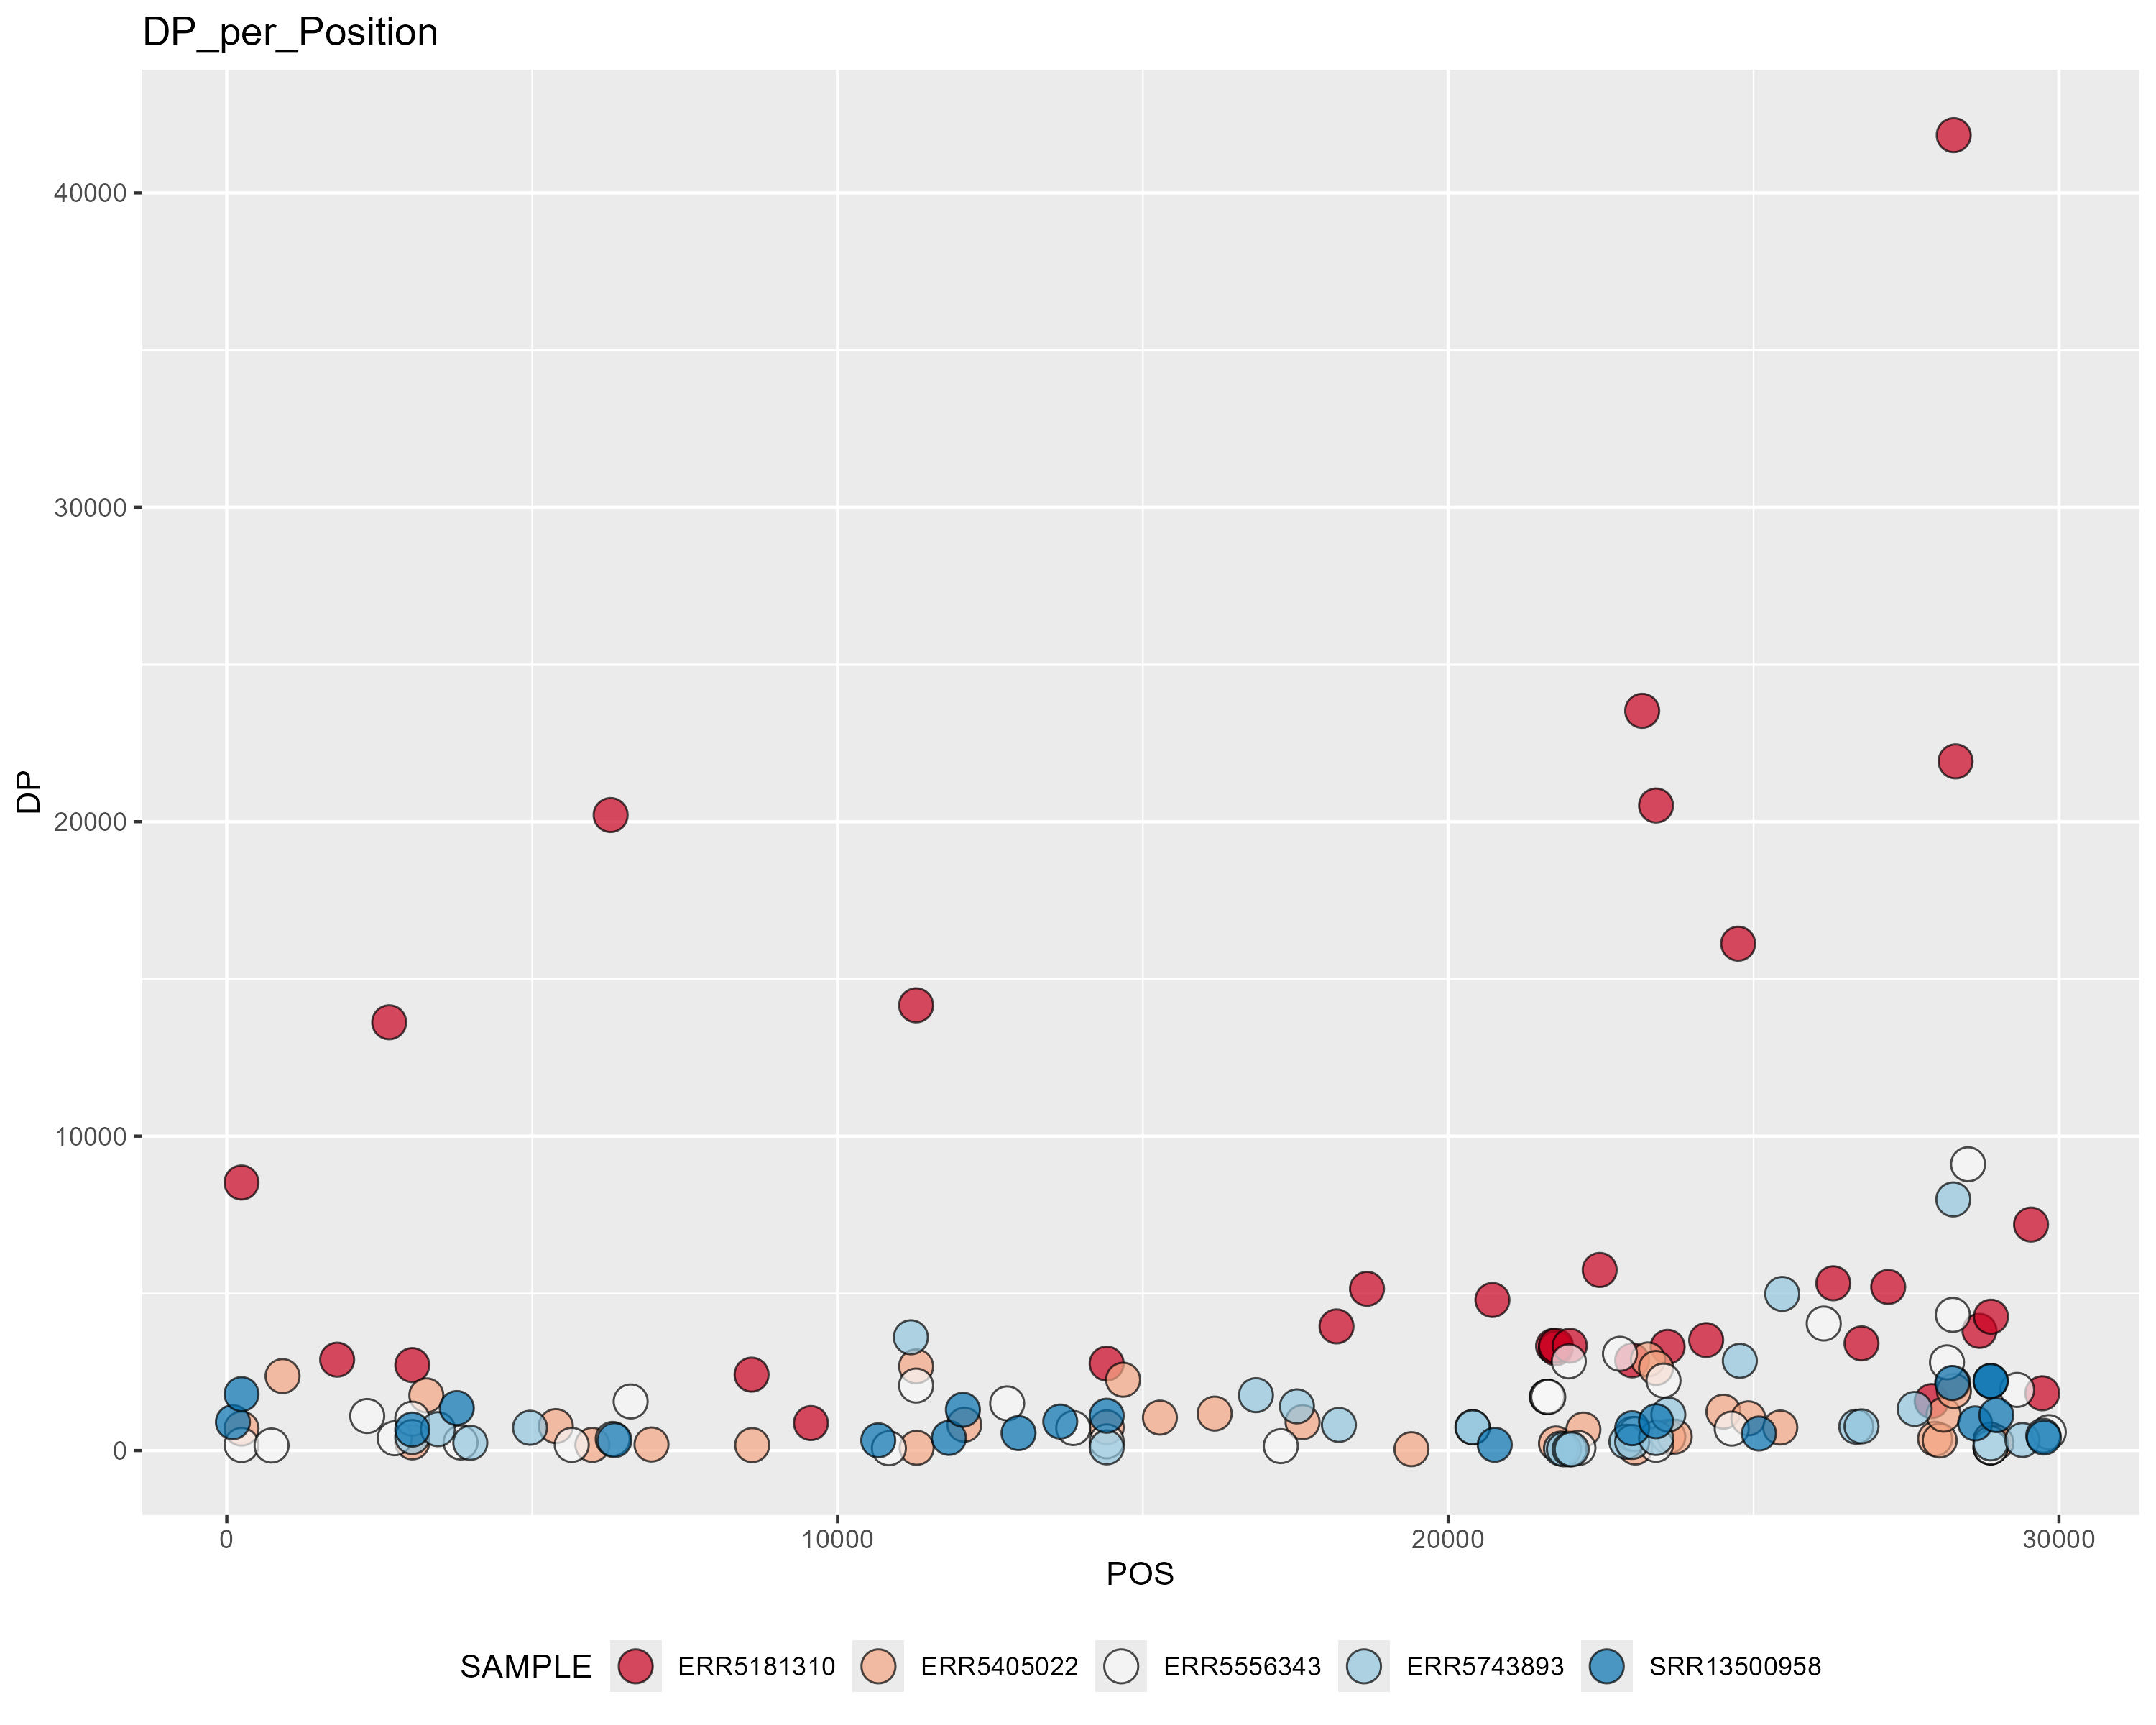 DP_per_Position
DP
40000
30000
20000
10000
0
0 10000 20000 30000
POS
SAMPLE ERR5181310 ERR5405022 ERR5556343 ERR5743893 SRR13500958